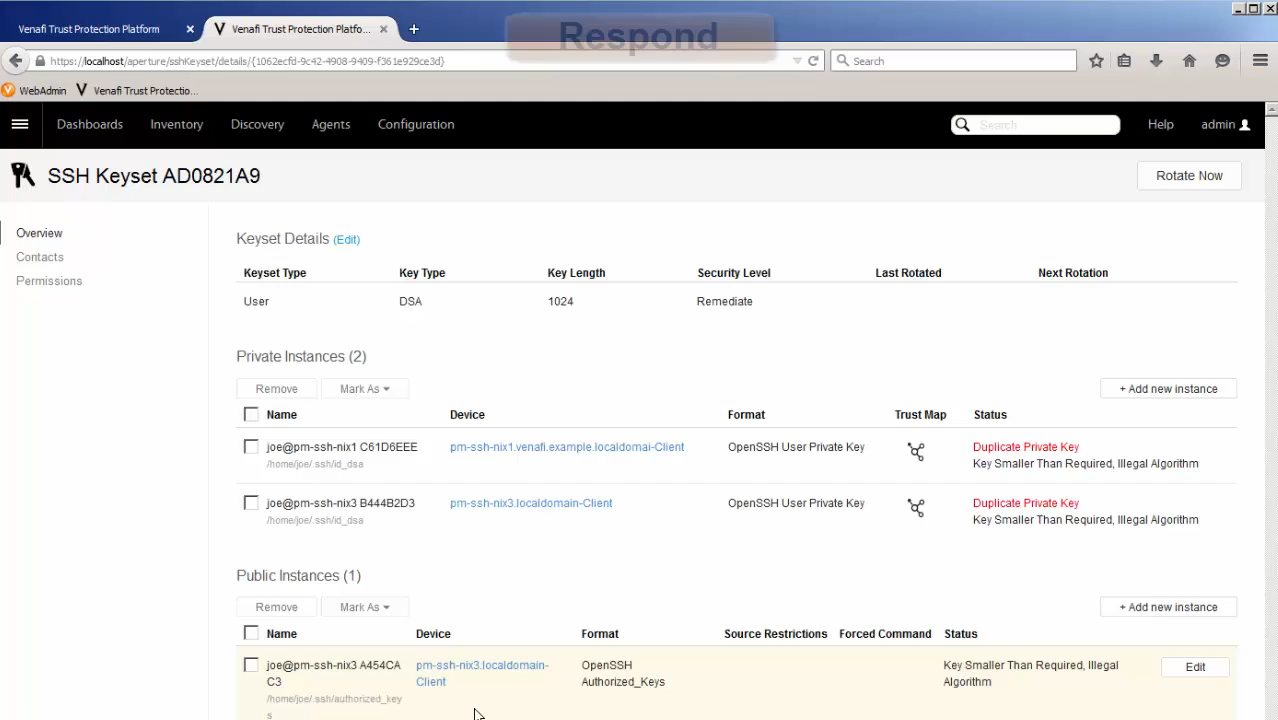 Venafi Trust Protection Platform
Venafi Trust Protection Platfo...
Respond
https://localhost/aperture/sshKeyset/details/{1062ecfd-9c42-4908-9409-f361e929ce3d}
Search
WebAdmin
Venafi Trust Protectio...
Dashboards Inventory Discovery Agents Configuration
Search
Help admin
SSH Keyset AD0821A9
Rotate Now
Overview
Contacts
Permissions
Keyset Details (Edit)
Keyset Type Key Type Key Length Security Level Last Rotated Next Rotation
User DSA 1024 Remediate
Private Instances (2)
Remove Mark As + Add new instance
Name Device Format Trust Map Status
joe@pm-ssh-nix1 C61D6EEE pm-ssh-nix1.venafi.example.localdomai-Client OpenSSH User Private Key Duplicate Private Key
/home/joe/.ssh/id_dsa Key Smaller Than Required, Illegal Algorithm
joe@pm-ssh-nix3 B444B2D3 pm-ssh-nix3.localdomain-Client OpenSSH User Private Key Duplicate Private Key
/home/joe/.ssh/id_dsa Key Smaller Than Required, Illegal Algorithm
Public Instances (1)
Remove Mark As + Add new instance
Name Device Format Source Restrictions Forced Command Status
joe@pm-ssh-nix3 A454CA pm-ssh-nix3.localdomain- OpenSSH Key Smaller Than Required, Illegal Edit
C3 Client Authorized_Keys Algorithm
/home/joe/.ssh/authorized_key
s